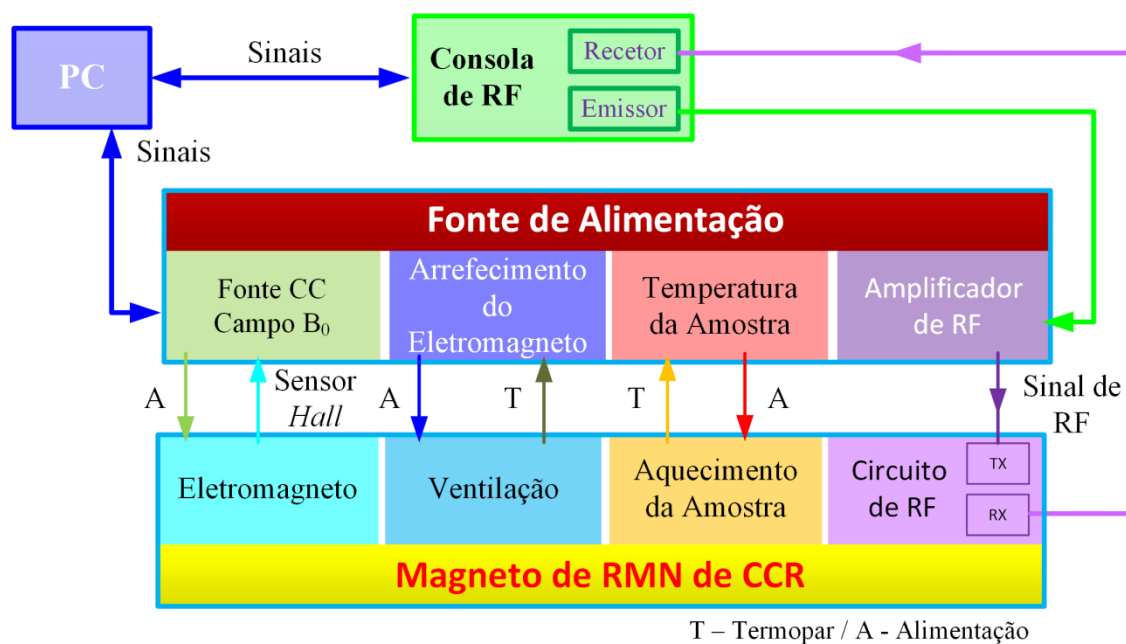 PC
Sinais
Consola
de RF
Recetor
Emissor
Sinais
Fonte de Alimentação
Fonte CC
Campo B₀
Arrefecimento
do
Eletromagneto
Temperatura
da Amostra
Amplificador
de RF
A
Sensor
Hall
A
T
T
A
Sinal de
RF
Eletromagneto
Ventilação
Aquecimento
da Amostra
Circuito
de RF
TX
RX
Magneto de RMN de CCR
T – Termopar / A - Alimentação